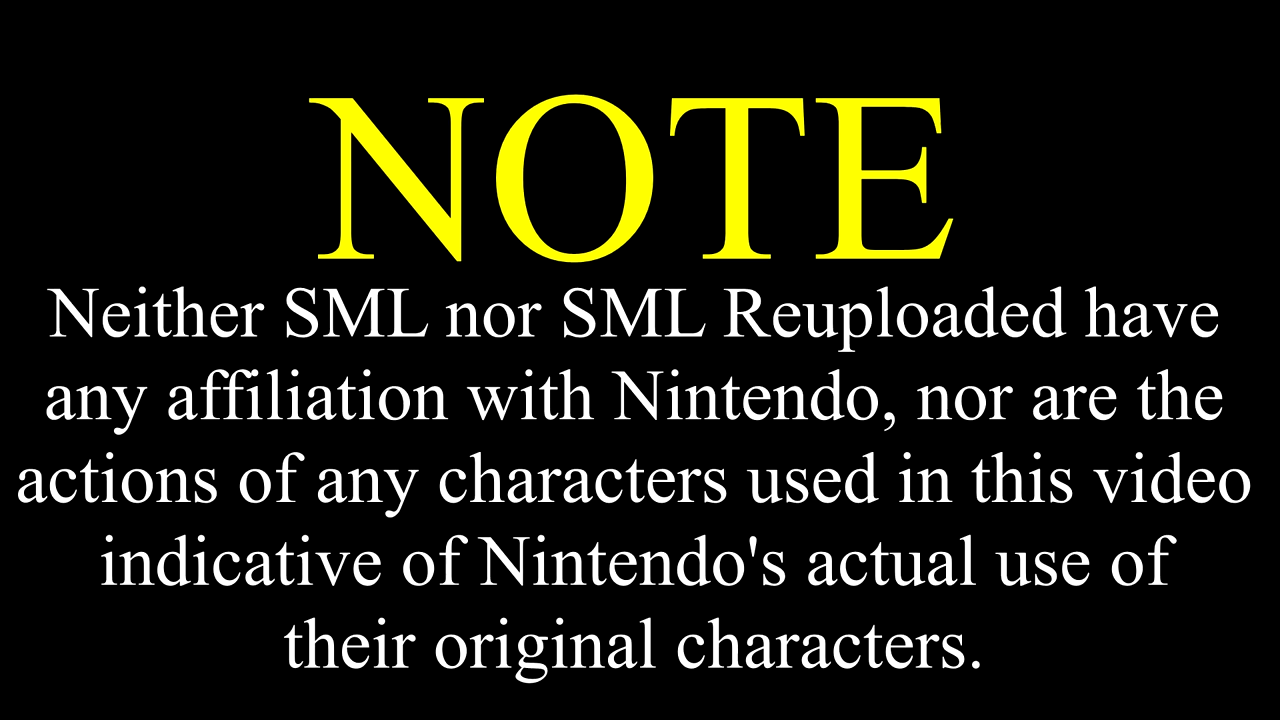 NOTE
Neither SML nor SML Reuploaded have
any affiliation with Nintendo, nor are the
actions of any characters used in this video
indicative of Nintendo's actual use of
their original characters.